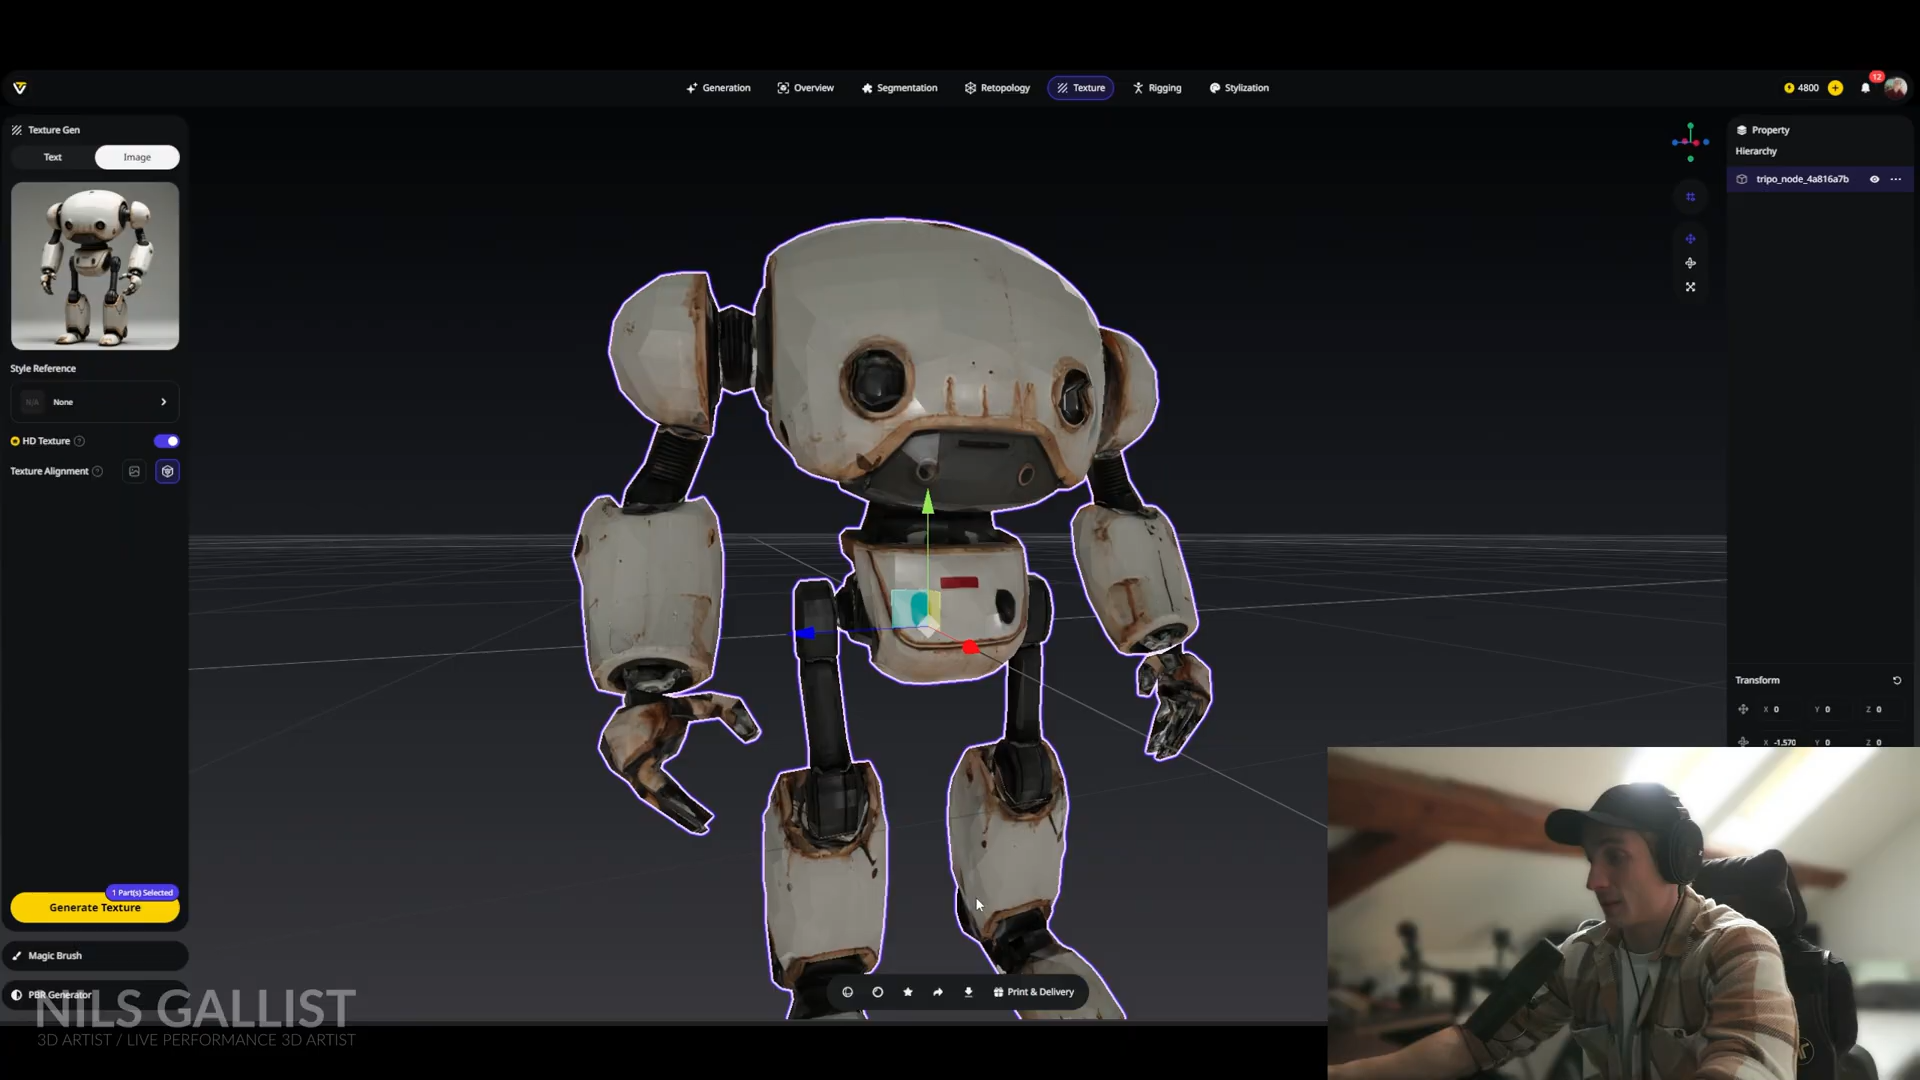 Generation
Overview
Segmentation
Retopology
Texture
Rigging
Stylization
4800
12
Texture Gen
Text
Image
Style Reference
N/A
None
HD Texture
Texture Alignment
1 Part(s) Selected
Generate Texture
Magic Brush
PBR Generator
NILS GALLIST
3D ARTIST / LIVE PERFORMANCE 3D ARTIST
Print & Delivery
Property
Hierarchy
tripo_node_4a816a7b
Transform
X 0 Y 0 Z 0
X -1.570 Y 0 Z 0